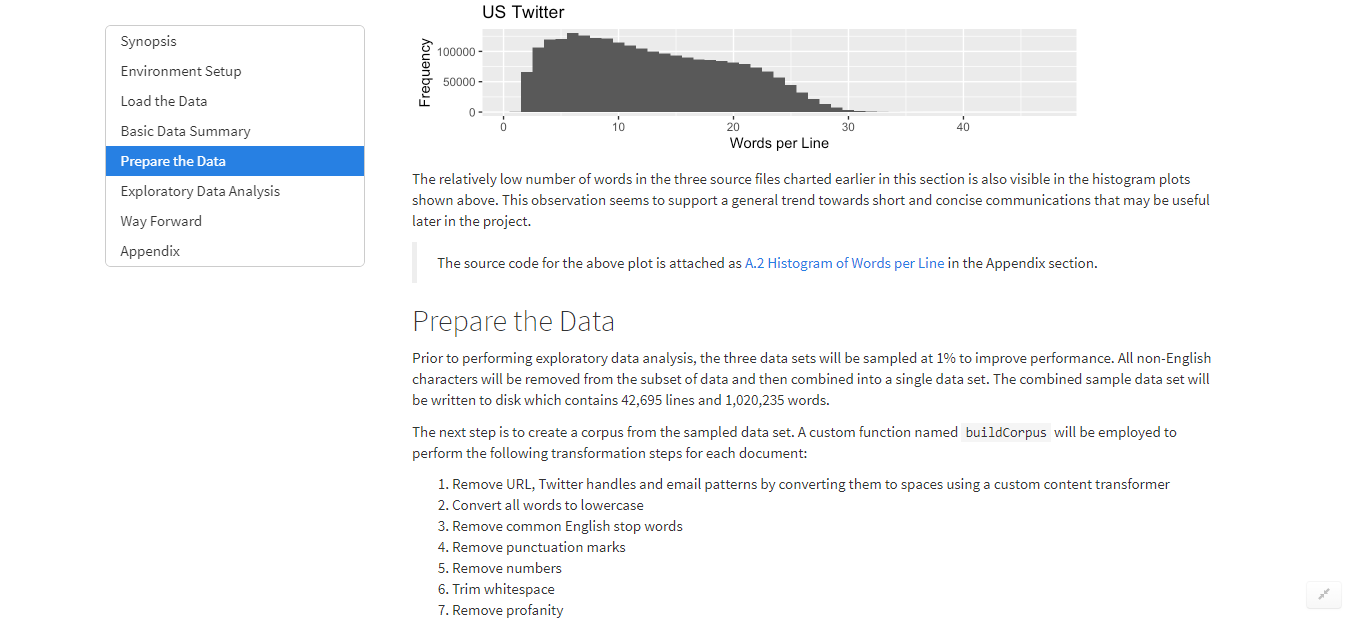 Synopsis
Environment Setup
Load the Data
Basic Data Summary
Prepare the Data
Exploratory Data Analysis
Way Forward
Appendix
US Twitter
Frequency
100000
50000
0
0 10 20 30 40
Words per Line
The relatively low number of words in the three source files charted earlier in this section is also visible in the histogram plots
shown above. This observation seems to support a general trend towards short and concise communications that may be useful
later in the project.
The source code for the above plot is attached as A.2 Histogram of Words per Line in the Appendix section.
Prepare the Data
Prior to performing exploratory data analysis, the three data sets will be sampled at 1% to improve performance. All non-English
characters will be removed from the subset of data and then combined into a single data set. The combined sample data set will
be written to disk which contains 42,695 lines and 1,020,235 words.
The next step is to create a corpus from the sampled data set. A custom function named buildCorpus will be employed to
perform the following transformation steps for each document:
1. Remove URL, Twitter handles and email patterns by converting them to spaces using a custom content transformer
2. Convert all words to lowercase
3. Remove common English stop words
4. Remove punctuation marks
5. Remove numbers
6. Trim whitespace
7. Remove profanity